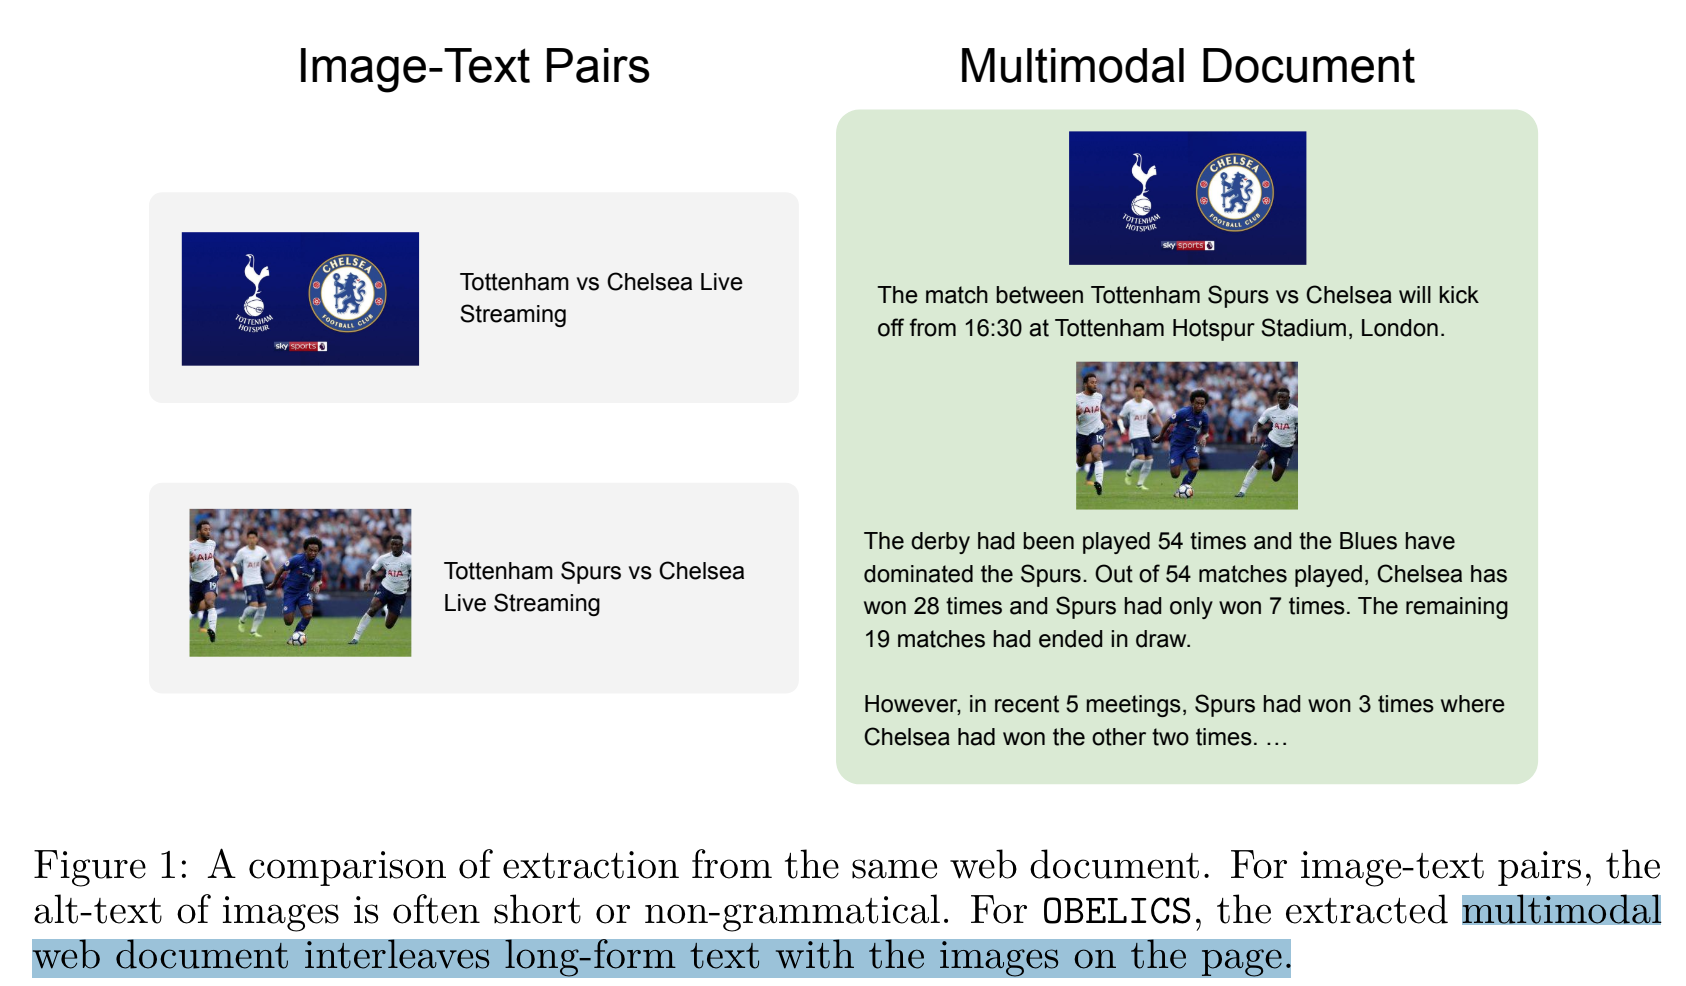 Image-Text Pairs
Multimodal Document
TOTTENHAM
HOTSPUR
CHELSEA
FOOTBALL CLUB
sky sports
Tottenham vs Chelsea Live
Streaming
AIA
19
AIA
Tottenham Spurs vs Chelsea
Live Streaming
TOTTENHAM
HOTSPUR
CHELSEA
FOOTBALL CLUB
sky sports
The match between Tottenham Spurs vs Chelsea will kick
off from 16:30 at Tottenham Hotspur Stadium, London.
AIA
19
AIA
The derby had been played 54 times and the Blues have
dominated the Spurs. Out of 54 matches played, Chelsea has
won 28 times and Spurs had only won 7 times. The remaining
19 matches had ended in draw.
However, in recent 5 meetings, Spurs had won 3 times where
Chelsea had won the other two times. …
Figure 1: A comparison of extraction from the same web document. For image-text pairs, the
alt-text of images is often short or non-grammatical. For OBELICS, the extracted multimodal
web document interleaves long-form text with the images on the page.